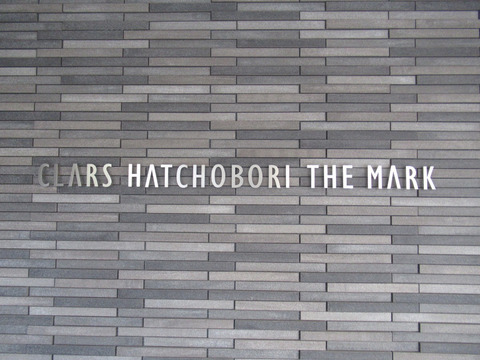 CLARS HATCHOBORI THE MARK